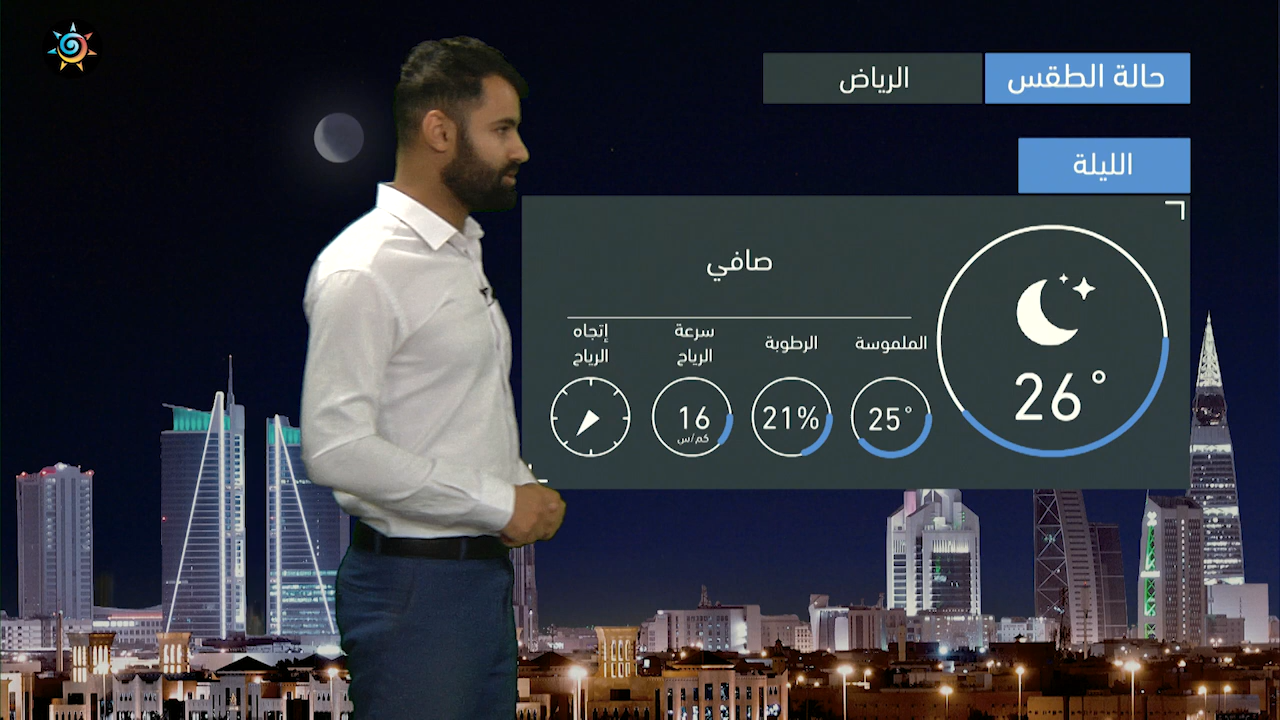 حالة الطقس
الرياض
الليلة
صافي
26°
الملموسة
25°
الرطوبة
21%
سرعة
الرياح
16
كم/س
إتجاه
الرياح